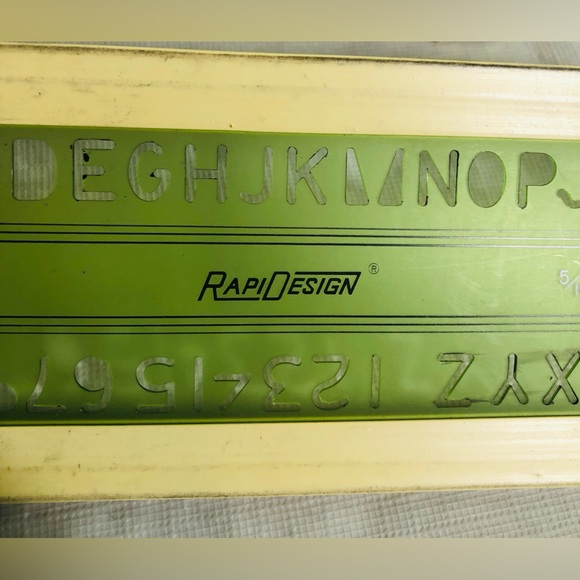 DEGHJKMNOP
RAPIDESIGN ®
XYZ 1234567